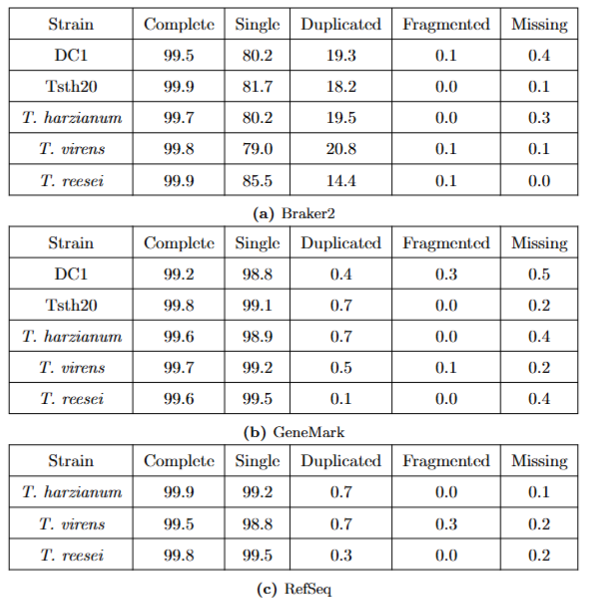 Strain Complete Single Duplicated Fragmented Missing
DC1 99.5 80.2 19.3 0.1 0.4
Tsth20 99.9 81.7 18.2 0.0 0.1
T. harzianum 99.7 80.2 19.5 0.0 0.3
T. virens 99.8 79.0 20.8 0.1 0.1
T. reesei 99.9 85.5 14.4 0.1 0.0
(a) Braker2
Strain Complete Single Duplicated Fragmented Missing
DC1 99.2 98.8 0.4 0.3 0.5
Tsth20 99.8 99.1 0.7 0.0 0.2
T. harzianum 99.6 98.9 0.7 0.0 0.4
T. virens 99.7 99.2 0.5 0.1 0.2
T. reesei 99.6 99.5 0.1 0.0 0.4
(b) GeneMark
Strain Complete Single Duplicated Fragmented Missing
T. harzianum 99.9 99.2 0.7 0.0 0.1
T. virens 99.5 98.8 0.7 0.3 0.2
T. reesei 99.8 99.5 0.3 0.0 0.2
(c) RefSeq